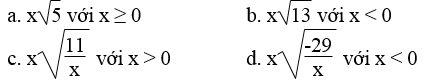 a. x√5 với x ≥ 0 b. x√13 với x < 0
c. x√(11/x) với x > 0 d. x√(-29/x) với x < 0